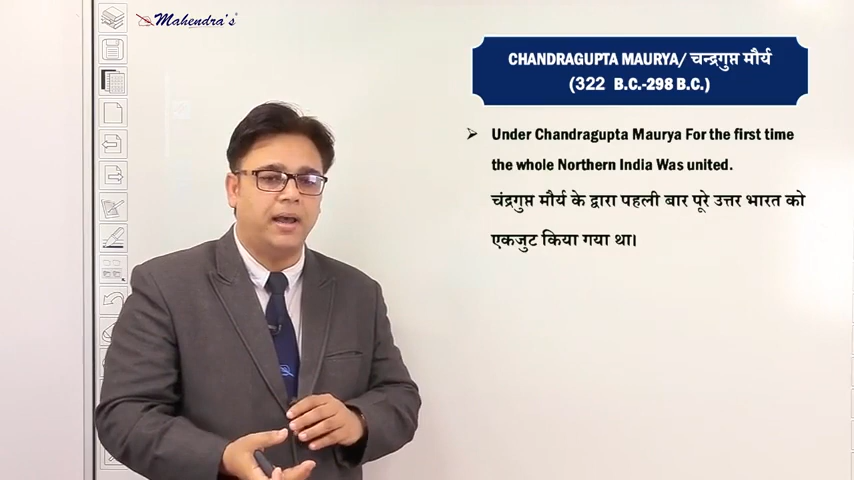 Mahendra's
CHANDRAGUPTA MAURYA/ चन्द्रगुप्त मौर्य
(322 B.C.-298 B.C.)
Under Chandragupta Maurya For the first time
the whole Northern India Was united.
चंद्रगुप्त मौर्य के द्वारा पहली बार पूरे उत्तर भारत को
एकजुट किया गया था।